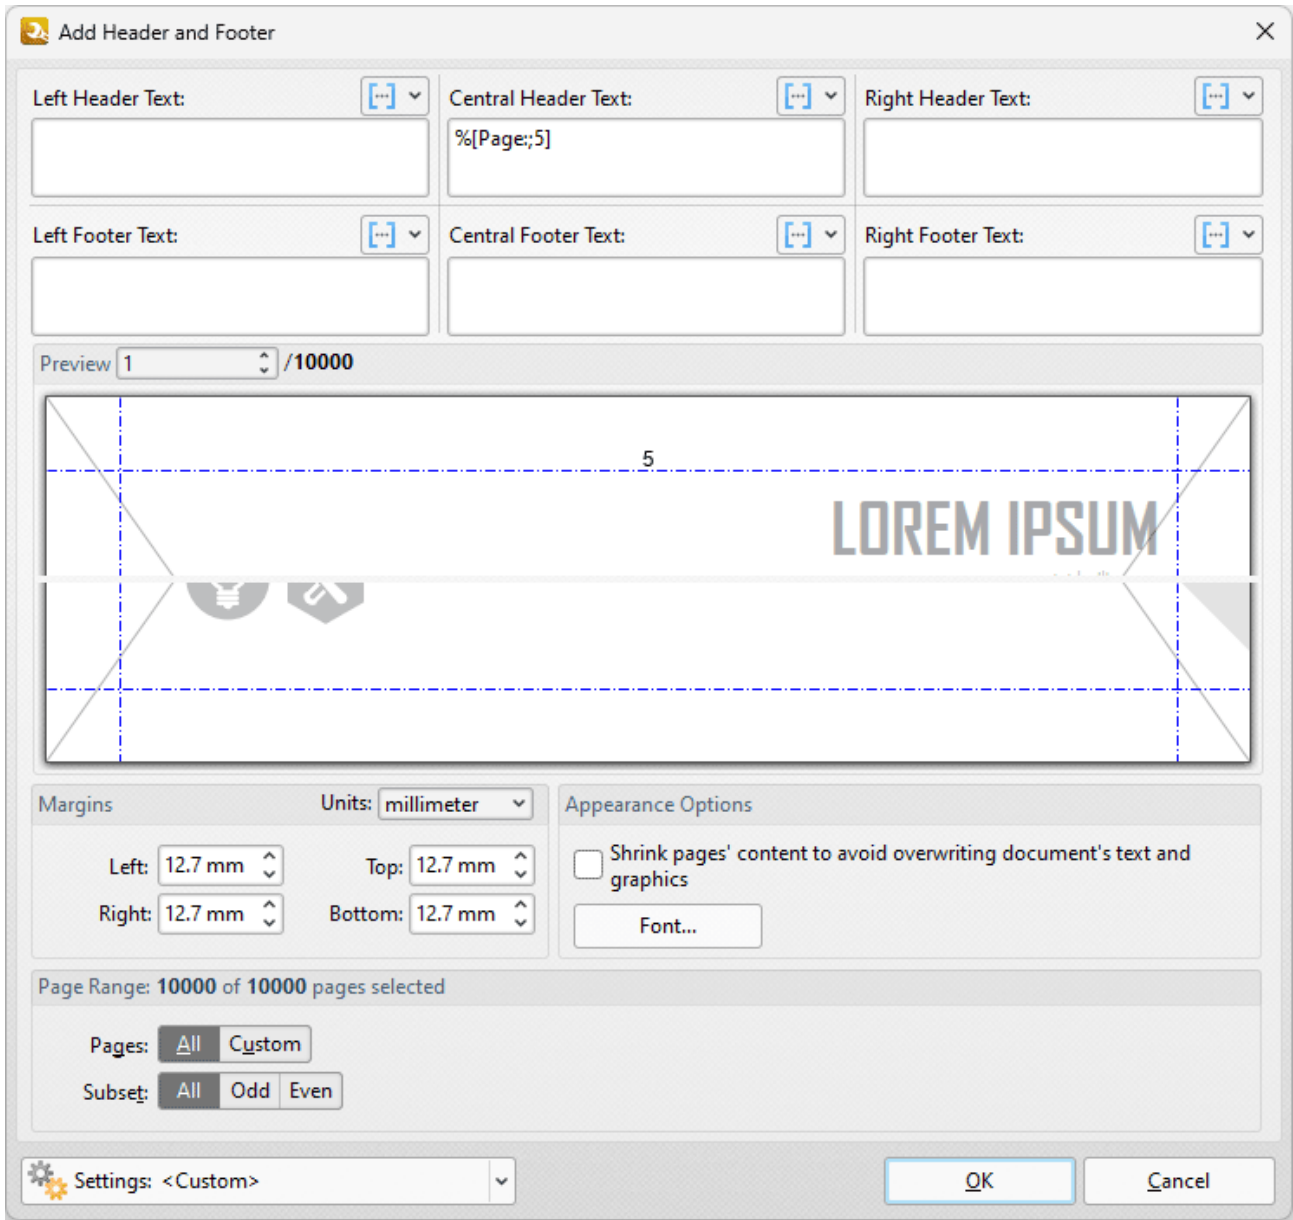 Add Header and Footer
Left Header Text:
Central Header Text:
Right Header Text:
%[Page:;5]
Left Footer Text:
Central Footer Text:
Right Footer Text:
Preview 1 /10000
5
LOREM IPSUM
Margins
Units: millimeter
Appearance Options
Left: 12.7 mm
Top: 12.7 mm
Shrink pages' content to avoid overwriting document's text and
graphics
Right: 12.7 mm
Bottom: 12.7 mm
Font...
Page Range: 10000 of 10000 pages selected
Pages: All Custom
Subset: All Odd Even
Settings: <Custom>
OK
Cancel